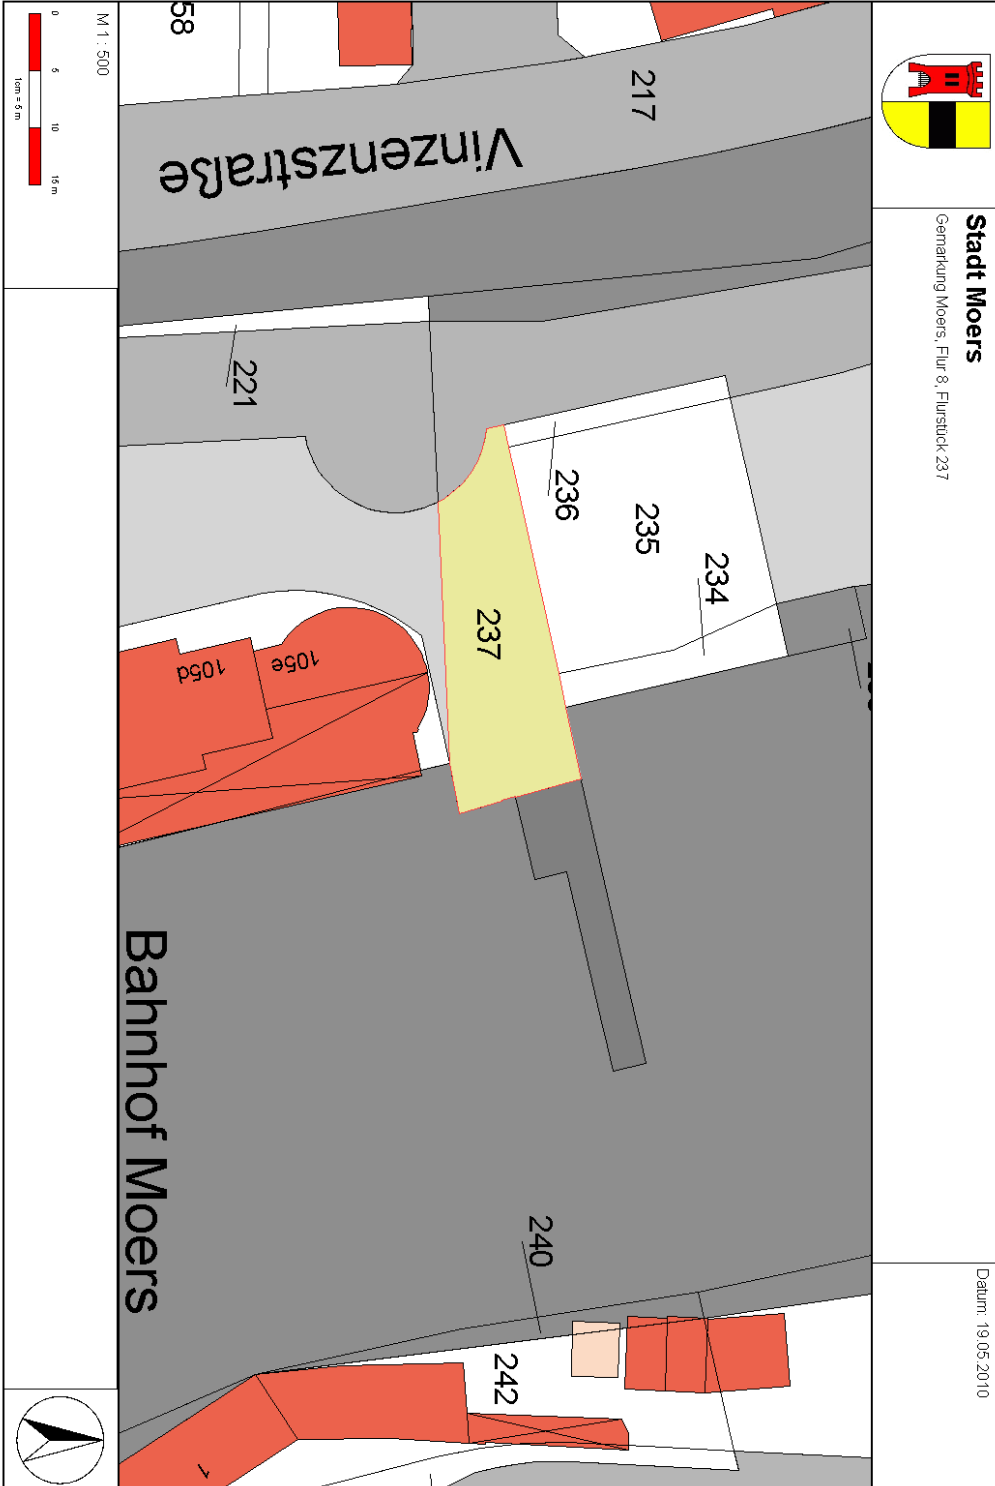 Stadt Moers
Gemarkung Moers, Flur 8, Flurstück 237
Datum: 19.05.2010
58
217
Vinzenzstraße
221
236
235
234
237
105d
105e
Bahnhof Moers
240
242
1
M 1 : 500
0 5 10 15 m
1cm = 5 m